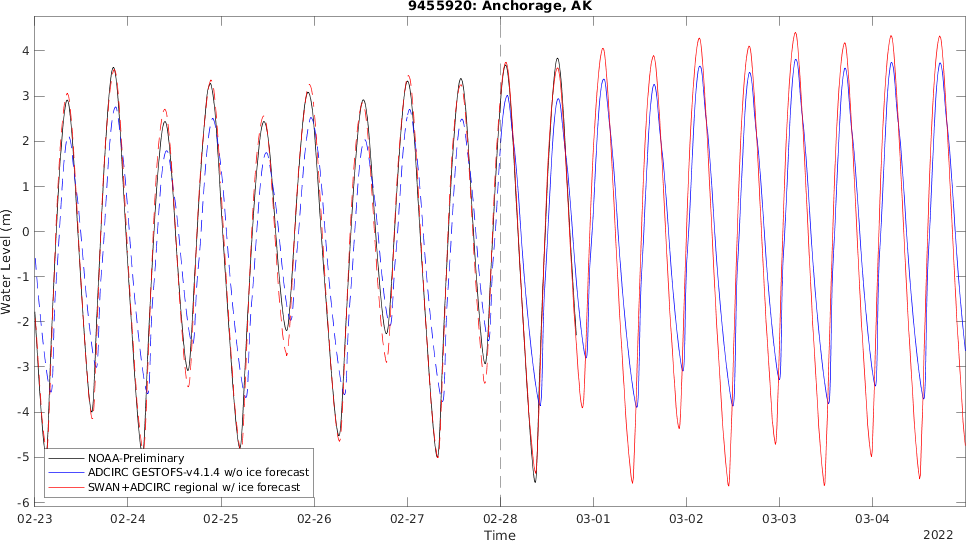 9455920: Anchorage, AK
Water Level (m)
4
3
2
1
0
-1
-2
-3
-4
-5
-6
NOAA-Preliminary
ADCIRC GESTOFS-v4.1.4 w/o ice forecast
SWAN+ADCIRC regional w/ ice forecast
02-23 02-24 02-25 02-26 02-27 02-28 03-01 03-02 03-03 03-04
Time
2022